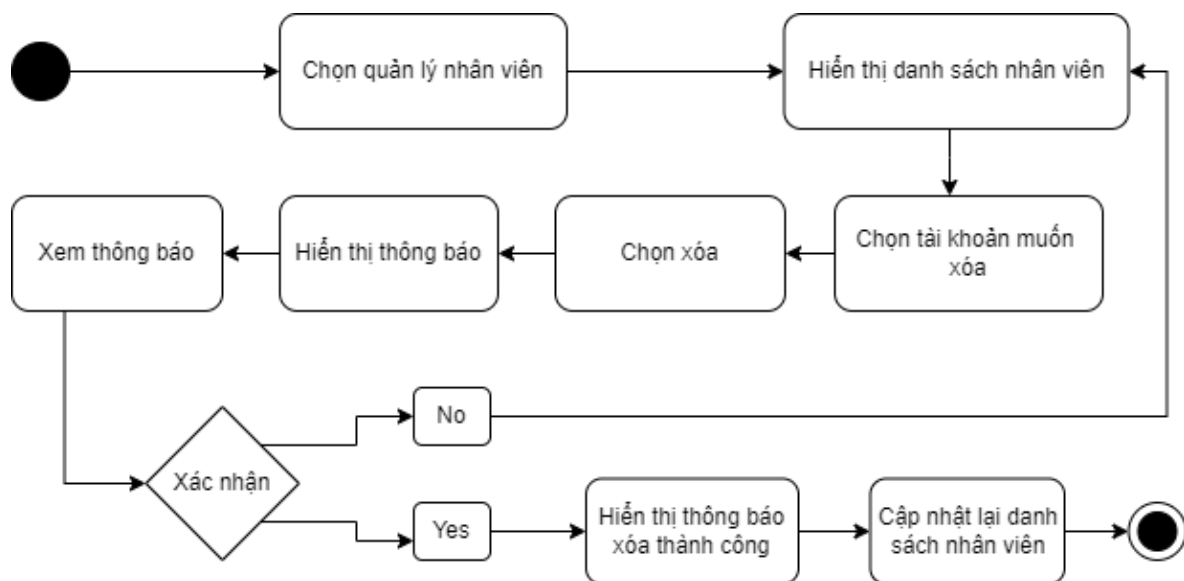 Chọn quản lý nhân viên
Hiển thị danh sách nhân viên
Xem thông báo
Hiển thị thông báo
Chọn xóa
Chọn tài khoản muốn
xóa
No
Xác nhận
Yes
Hiển thị thông báo
xóa thành công
Cập nhật lại danh
sách nhân viên